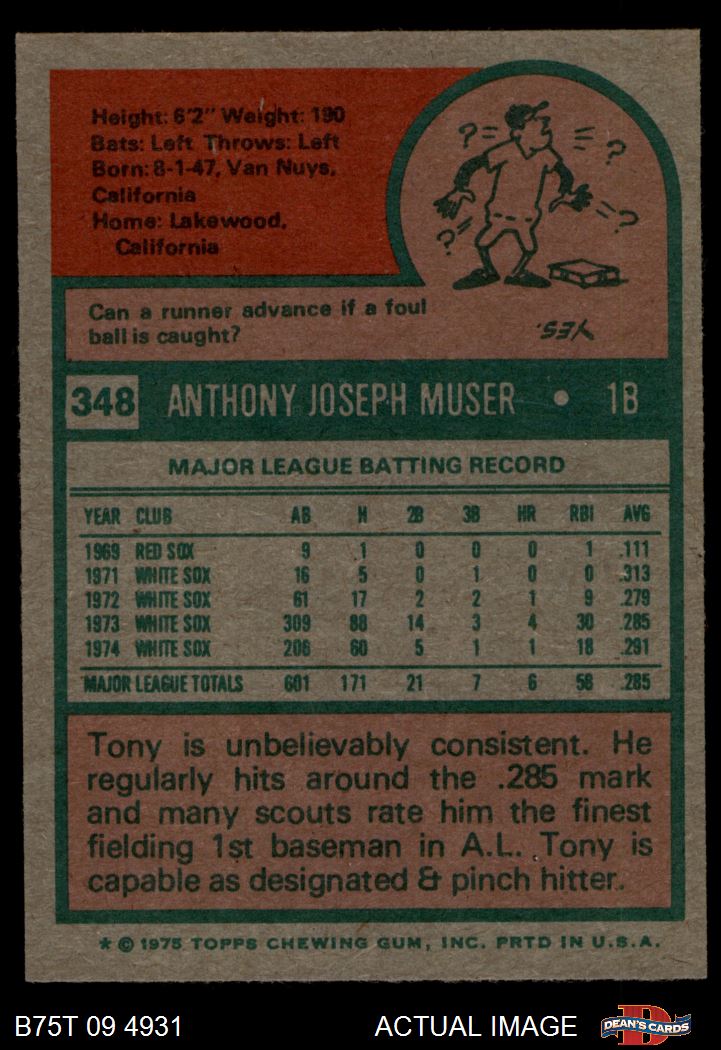 Height: 6'2" Weight: 190
Bats: Left Throws: Left
Born: 8-1-47, Van Nuys,
California
Home: Lakewood,
California
? ? ? ?
Can a runner advance if a foul
ball is caught?
YES.
348 ANTHONY JOSEPH MUSER • 1B
MAJOR LEAGUE BATTING RECORD
YEAR CLUB AB H 2B 3B HR RBI AVG
1969 RED SOX 9 1 0 0 0 1 .111
1971 WHITE SOX 16 5 0 1 0 0 .313
1972 WHITE SOX 61 17 2 2 1 9 .279
1973 WHITE SOX 309 88 14 3 4 30 .285
1974 WHITE SOX 206 60 5 1 1 18 .291
MAJOR LEAGUE TOTALS 601 171 21 7 6 58 .285
Tony is unbelievably consistent. He
regularly hits around the .285 mark
and many scouts rate him the finest
fielding 1st baseman in A.L. Tony is
capable as designated & pinch hitter.
* © 1975 TOPPS CHEWING GUM, INC. PRTD IN U.S.A.
B75T 09 4931 ACTUAL IMAGE D DEAN'S CARDS